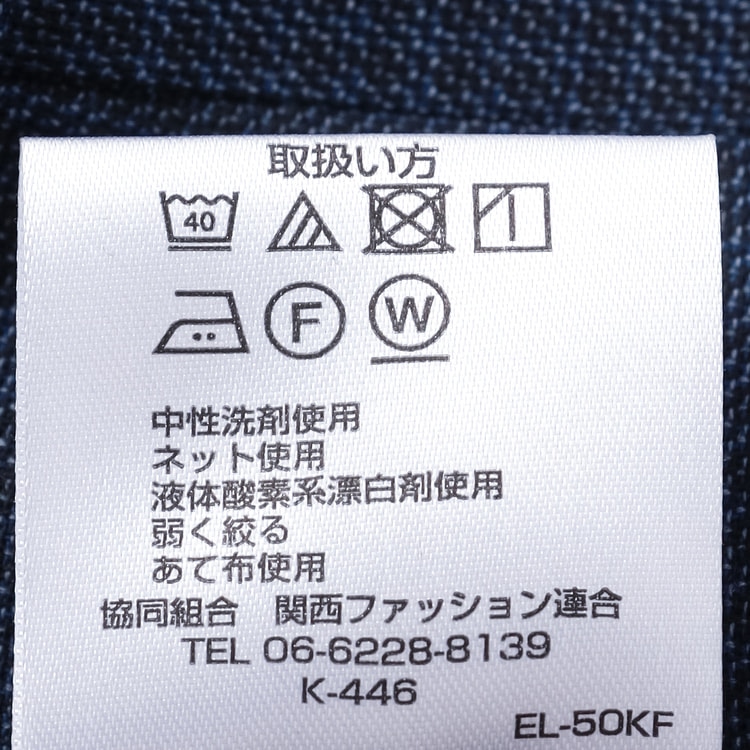 取扱い方
40
F W
中性洗剤使用
ネット使用
液体酸素系漂白剤使用
弱く絞る
あて布使用
協同組合　関西ファッション連合
TEL 06-6228-8139
K-446
EL-50KF